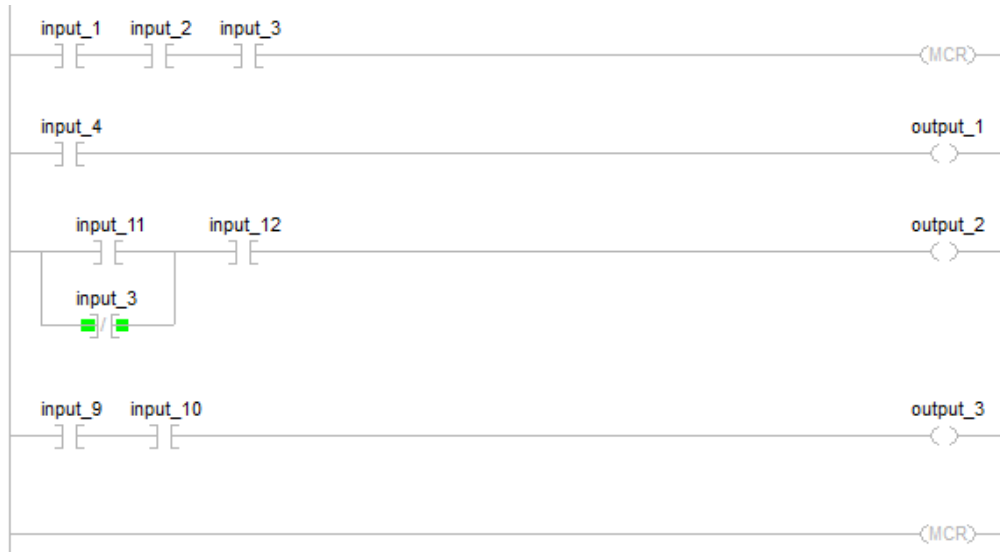 input_1 input_2 input_3
(MCR)
input_4 output_1
input_11 input_12 output_2
input_3
input_9 input_10 output_3
(MCR)